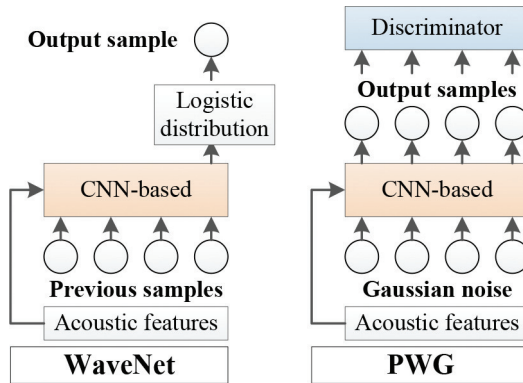 Output sample
Logistic
distribution
CNN-based
Previous samples
Acoustic features
WaveNet
Discriminator
Output samples
CNN-based
Gaussian noise
Acoustic features
PWG